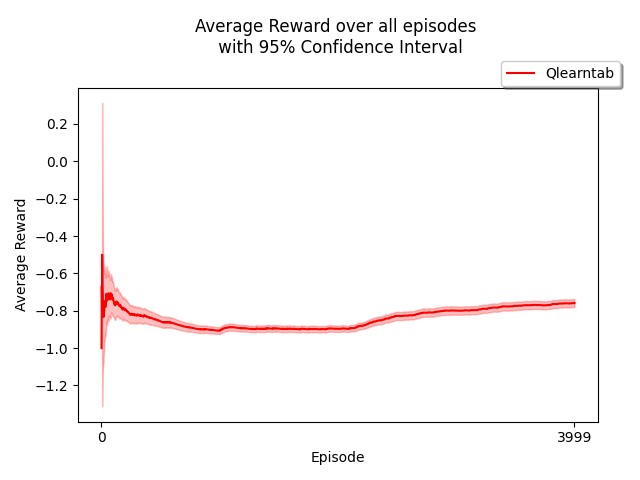 Average Reward over all episodes
with 95% Confidence Interval
Qlearntab
0.2
0.0
−0.2
−0.4
−0.6
−0.8
−1.0
−1.2
Average Reward
0
3999
Episode